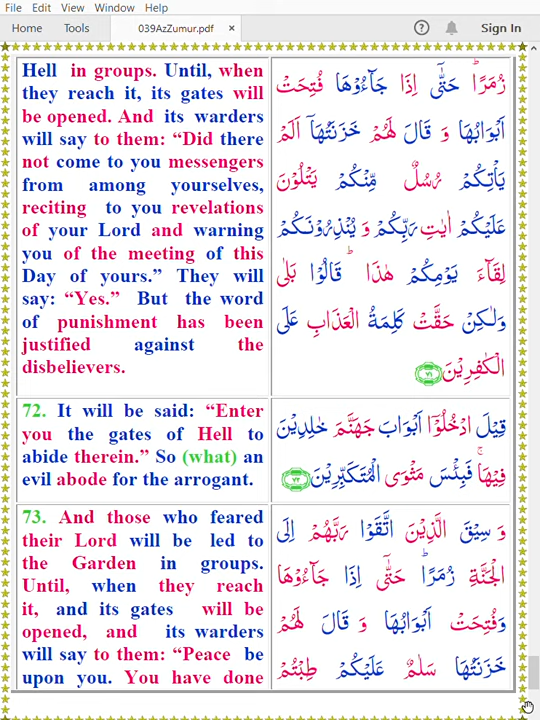 File Edit View Window Help
Home Tools 039AzZumur.pdf × Sign In
Hell in groups. Until, when
they reach it, its gates will
be opened. And its warders
will say to them: “Did there
not come to you messengers
from among yourselves,
reciting to you revelations
of your Lord and warning
you of the meeting of this
Day of yours.” They will
say: “Yes.” But the word
of punishment has been
justified against the
disbelievers.
زُمَرًا ؕ حَتّٰۤى اِذَا جَآءُوْهَا فُتِحَتْ
اَبْوَابُهَا وَ قَالَ لَهُمْ خَزَنَتُهَاۤ اَلَمْ
يَاْتِكُمْ رُسُلٌ مِّنْكُمْ يَتْلُوْنَ
عَلَيْكُمْ اٰيٰتِ رَبِّكُمْ وَ يُنْذِرُوْنَكُمْ
لِقَآءَ يَوْمِكُمْ هٰذَا ؕ قَالُوْا بَلٰى
وَلٰكِنْ حَقَّتْ كَلِمَةُ الْعَذَابِ عَلَى
الْكٰفِرِيْنَ ﴿۷۱﴾
72. It will be said: “Enter
you the gates of Hell to
abide therein.” So (what) an
evil abode for the arrogant.
قِيْلَ ادْخُلُوْۤا اَبْوَابَ جَهَنَّمَ خٰلِدِيْنَ
فِيْهَا ۚ فَبِئْسَ مَثْوَى الْمُتَكَبِّرِيْنَ ﴿۷۲﴾
73. And those who feared
their Lord will be led to
the Garden in groups.
Until, when they reach
it, and its gates will be
opened, and its warders
will say to them: “Peace be
upon you. You have done
وَ سِيْقَ الَّذِيْنَ اتَّقَوْا رَبَّهُمْ اِلَى
الْجَنَّةِ زُمَرًا ؕ حَتّٰۤى اِذَا جَآءُوْهَا
وَفُتِحَتْ اَبْوَابُهَا وَ قَالَ لَهُمْ
خَزَنَتُهَا سَلٰمٌ عَلَيْكُمْ طِبْتُمْ